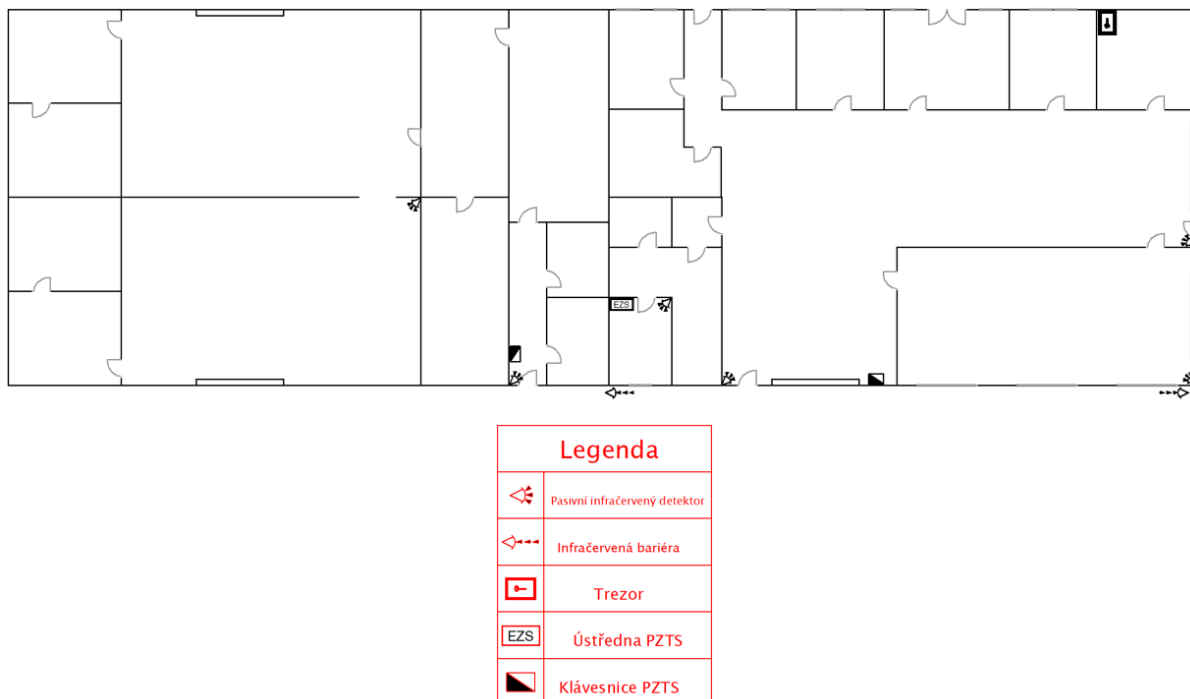 EZS
Legenda
Pasivní infračervený detektor
Infračervená bariéra
Trezor
EZS
Ústředna PZTS
Klávesnice PZTS